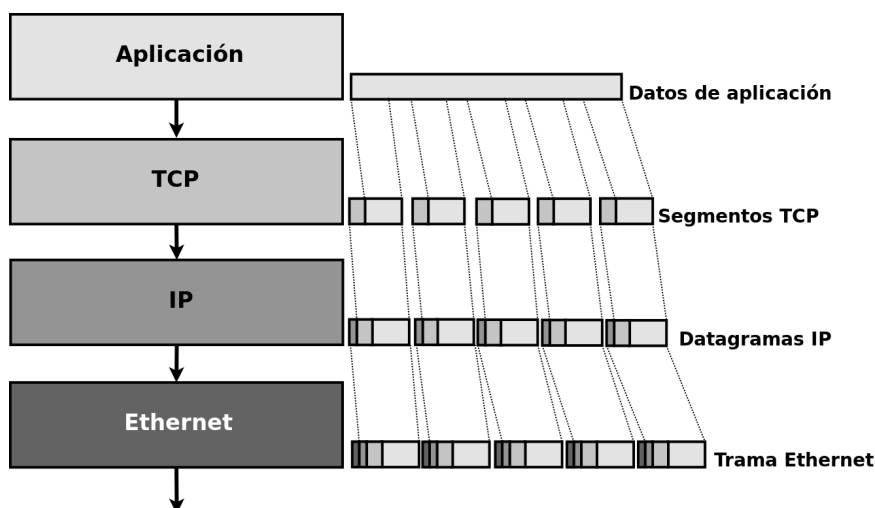 Aplicación
Datos de aplicación
TCP
Segmentos TCP
IP
Datagramas IP
Ethernet
Trama Ethernet